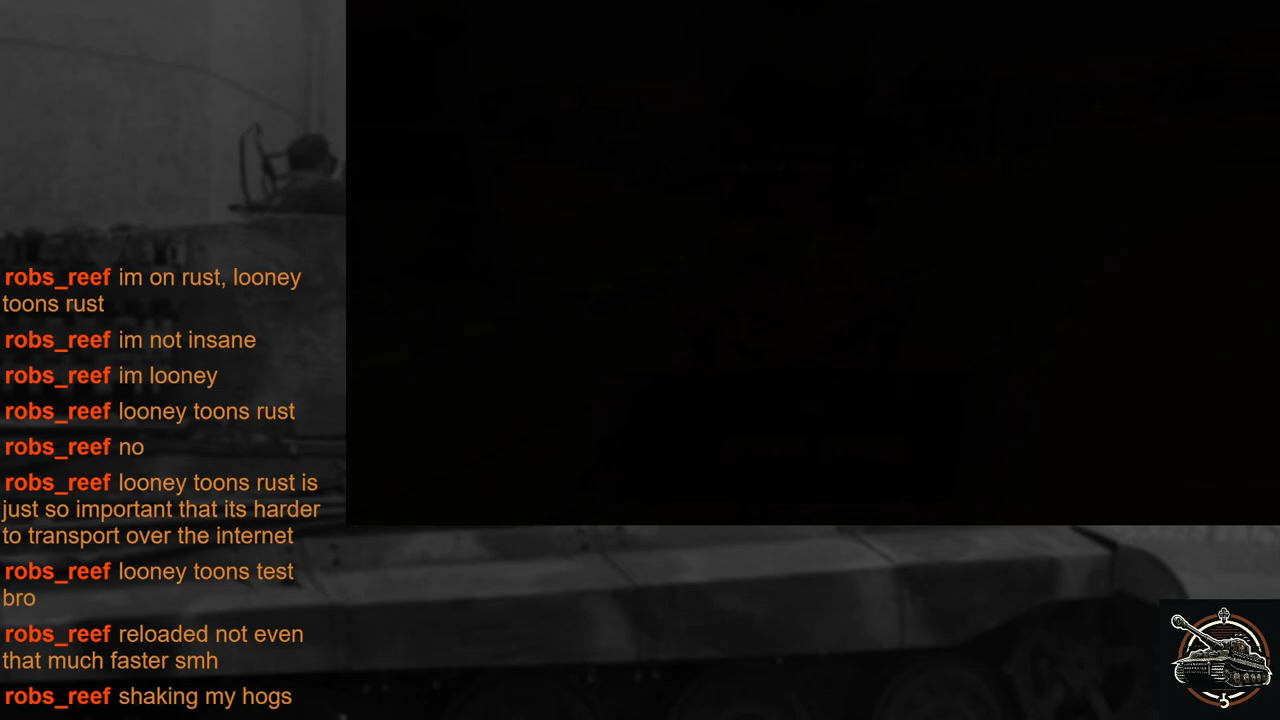 robs_reef im on rust, looney
toons rust
robs_reef im not insane
robs_reef im looney
robs_reef looney toons rust
robs_reef no
robs_reef looney toons rust is
just so important that its harder
to transport over the internet
robs_reef looney toons test
bro
robs_reef reloaded not even
that much faster smh
robs_reef shaking my hogs